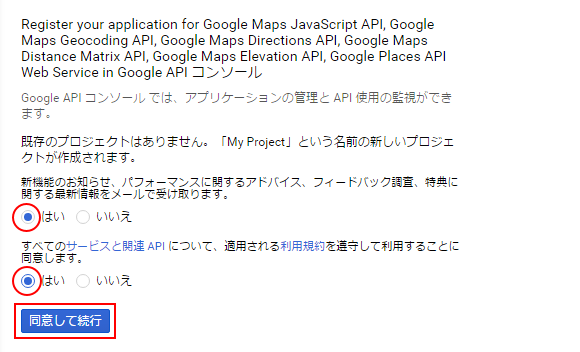 Register your application for Google Maps JavaScript API, Google
Maps Geocoding API, Google Maps Directions API, Google Maps
Distance Matrix API, Google Maps Elevation API, Google Places API
Web Service in Google API コンソール
Google API コンソール では、アプリケーションの管理と API 使用の監視ができ
ます。
既存のプロジェクトはありません。「My Project」という名前の新しいプロジェ
クトが作成されます。
新機能のお知らせ、パフォーマンスに関するアドバイス、フィードバック調査、特典に
関する最新情報をメールで受け取ります。
はい いいえ
すべてのサービスと関連 API について、適用される利用規約を遵守して利用することに
同意します。
はい いいえ
同意して続行